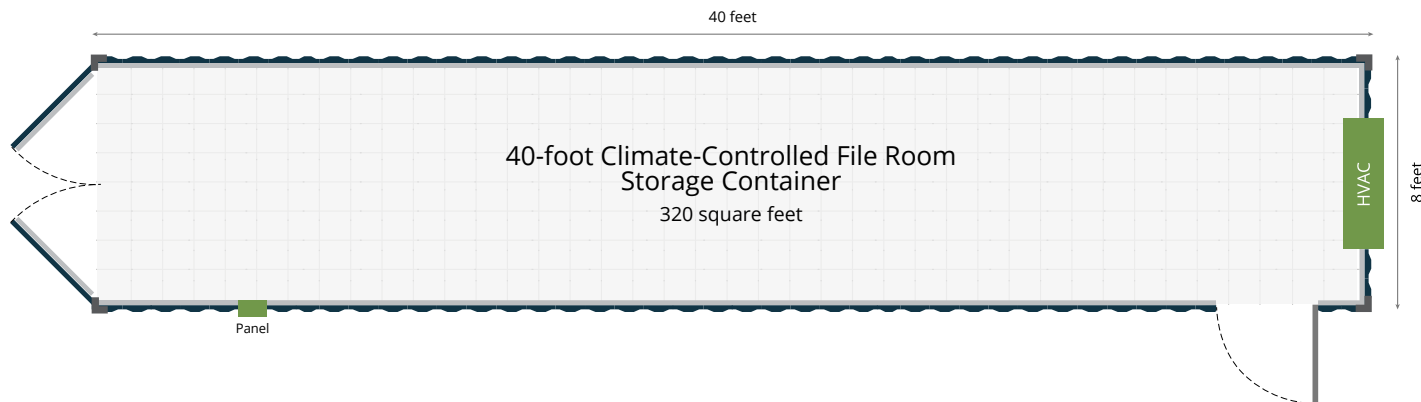 40 feet
40-foot Climate-Controlled File Room
Storage Container
320 square feet
HVAC
8 feet
Panel